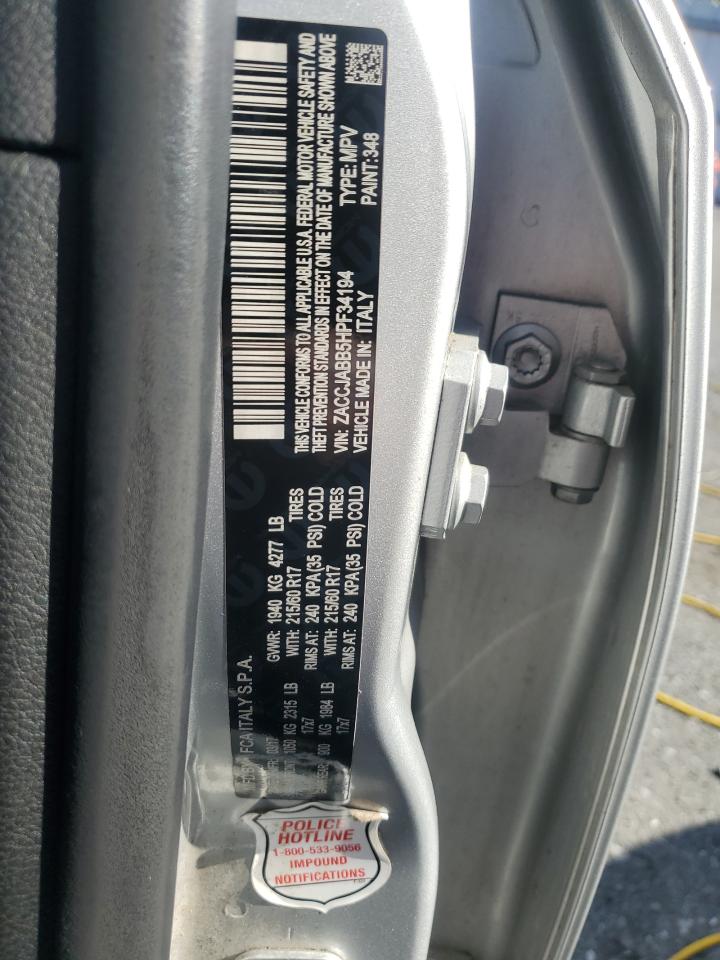 FCA ITALY S.P.A.
GVWR: 1940 KG 4277 LB
1050 KG 2315 LB WITH: 215/60 R17 TIRES
17x7 RIMS AT: 240 KPA (35 PSI) COLD
900 KG 1984 LB WITH: 215/60 R17 TIRES
17x7 RIMS AT: 240 KPA (35 PSI) COLD
THIS VEHICLE CONFORMS TO ALL APPLICABLE U.S.A. FEDERAL MOTOR VEHICLE SAFETY AND
THEFT PREVENTION STANDARDS IN EFFECT ON THE DATE OF MANUFACTURE SHOWN ABOVE
VIN: ZACCJABB5HPF34194 TYPE: MPV
VEHICLE MADE IN: ITALY PAINT: 348
POLICE
HOTLINE
1-800-533-9056
IMPOUND
NOTIFICATIONS